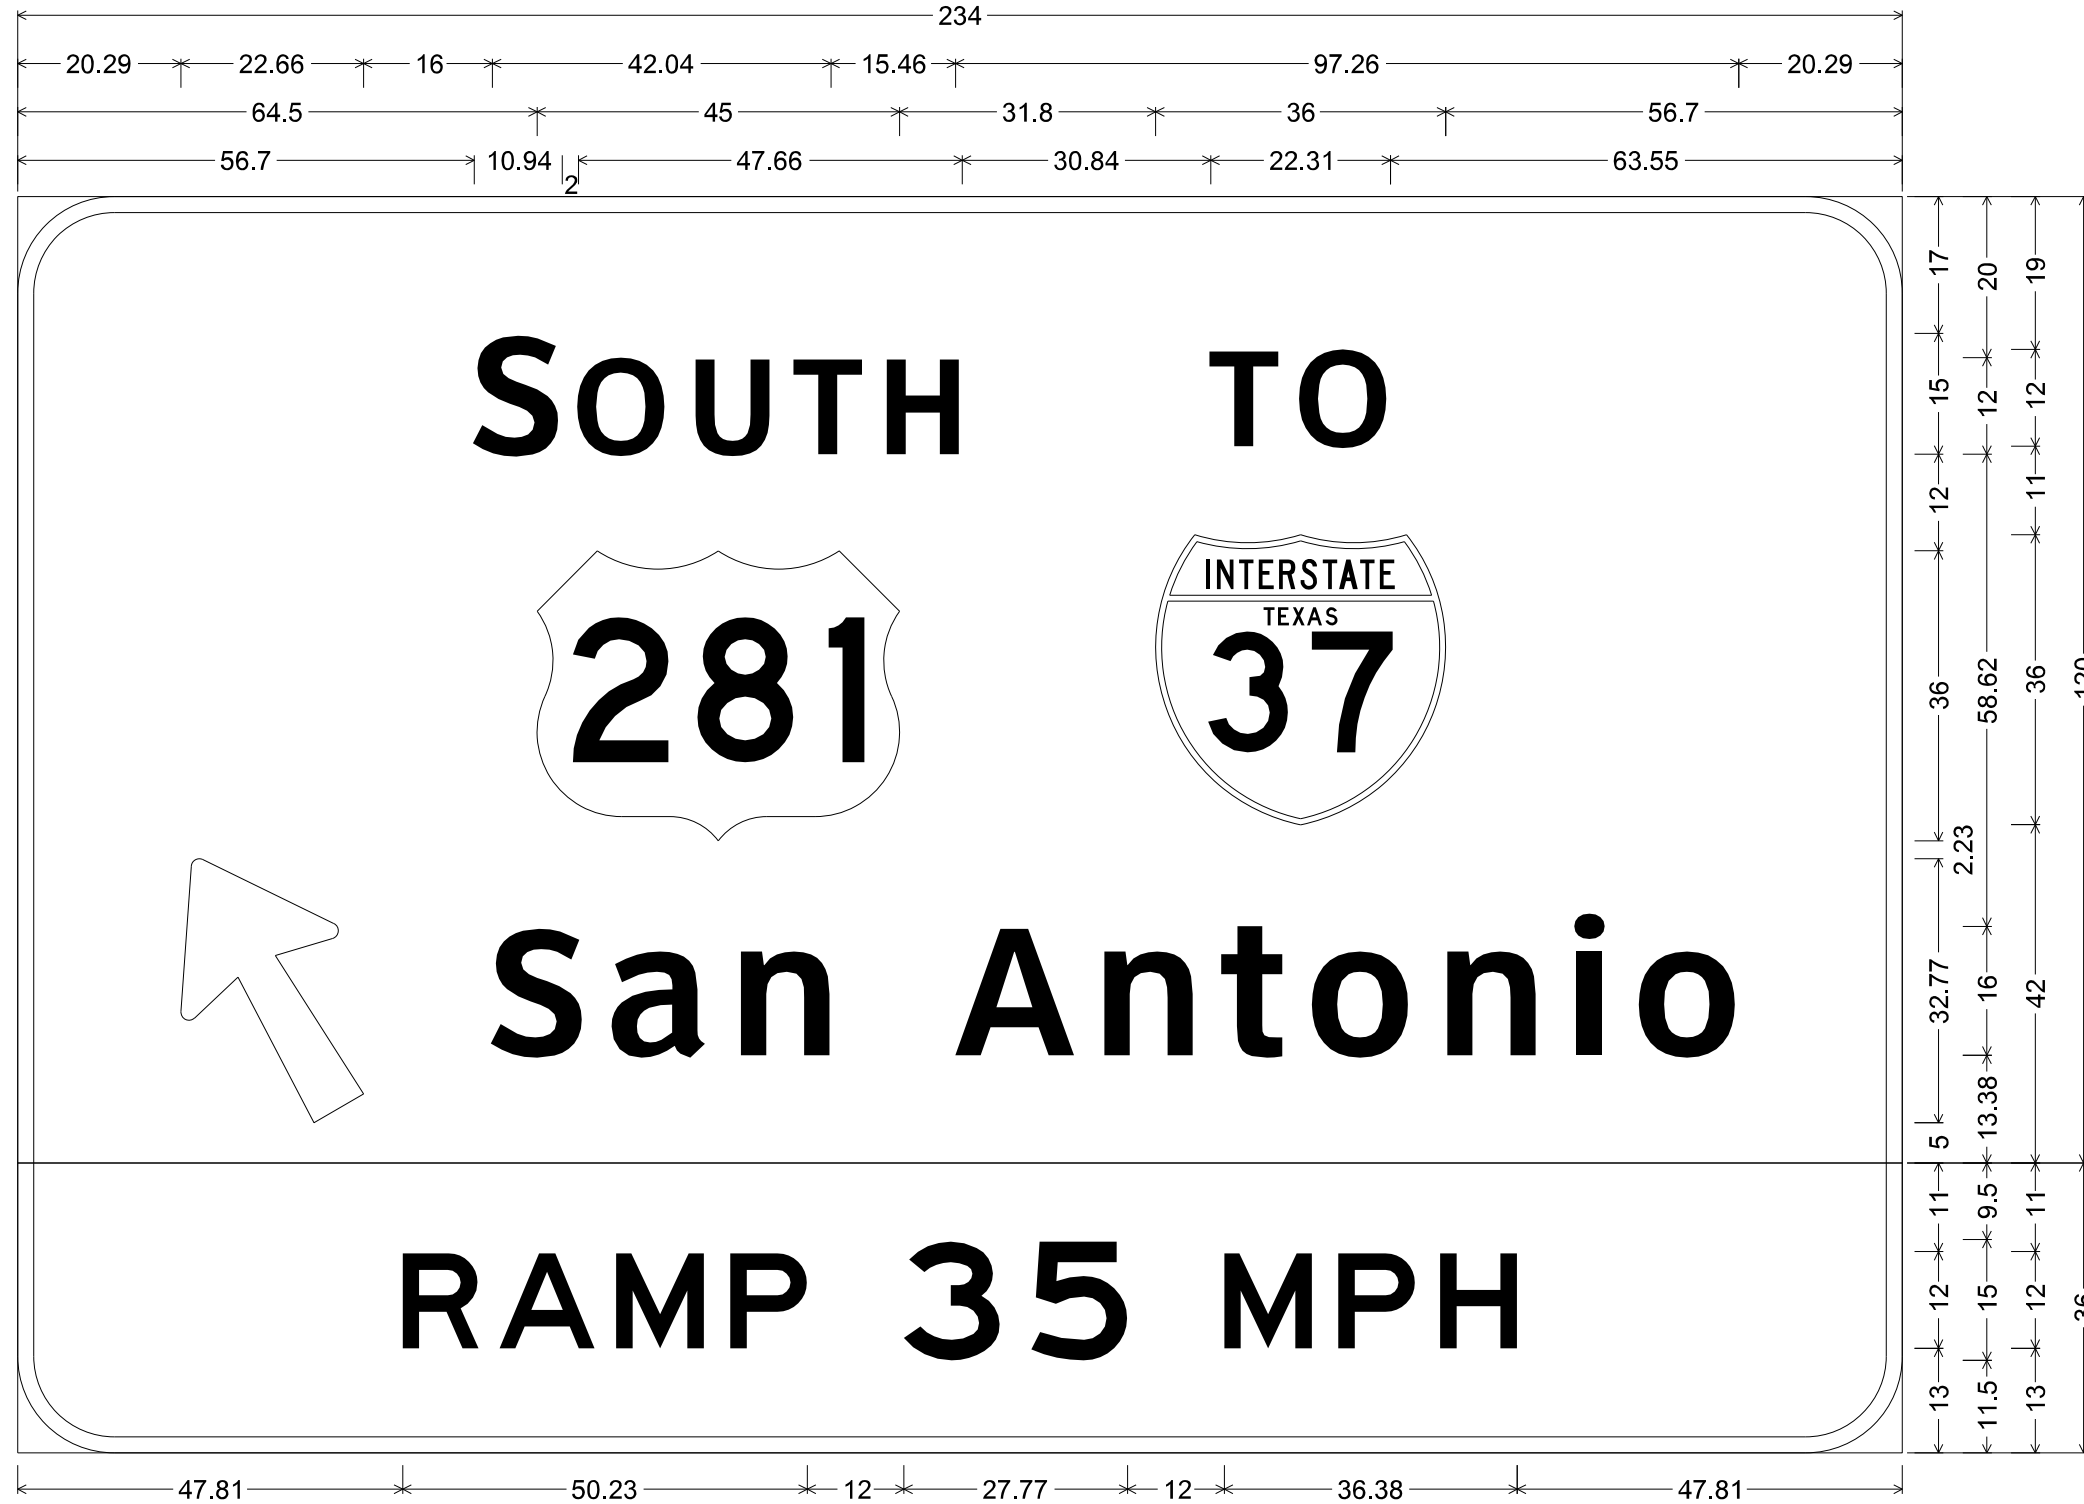 234
20.29 22.66 16 42.04 15.46 97.26 20.29
64.5 45 31.8 36 56.7
56.7 10.94 2 47.66 30.84 22.31 63.55
SOUTH TO
INTERSTATE
TEXAS
281 37
San Antonio
RAMP 35 MPH
47.81 50.23 12 27.77 12 36.38 47.81
17 15 12 36 2.23 32.77 5 11 12 13
20 12 58.62 16 13.38 9.5 15 11.5
19 12 11 36 42 11 12 13